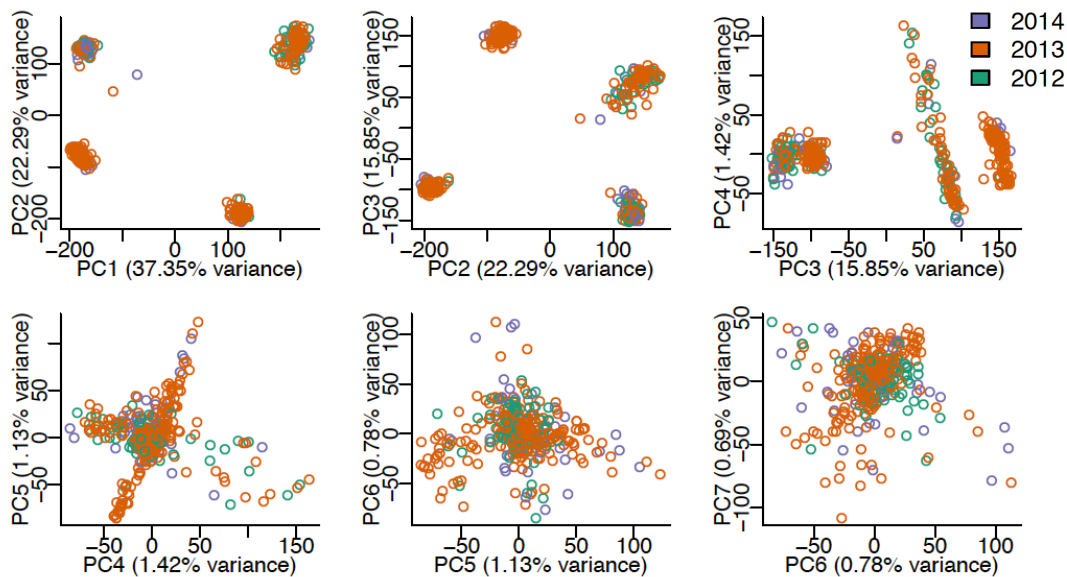 2014
2013
2012
PC2 (22.29% variance)
−200 0 100
−200 0 100
PC1 (37.35% variance)
PC3 (15.85% variance)
−150 −50 50 150
−200 0 100
PC2 (22.29% variance)
PC4 (1.42% variance)
−50 50 150
−150 −50 50 150
PC3 (15.85% variance)
PC5 (1.13% variance)
−50 0 50
−50 0 50 150
PC4 (1.42% variance)
PC6 (0.78% variance)
−50 0 50 100
−50 0 50 100
PC5 (1.13% variance)
PC7 (0.69% variance)
−100 0 50
−50 0 50 100
PC6 (0.78% variance)